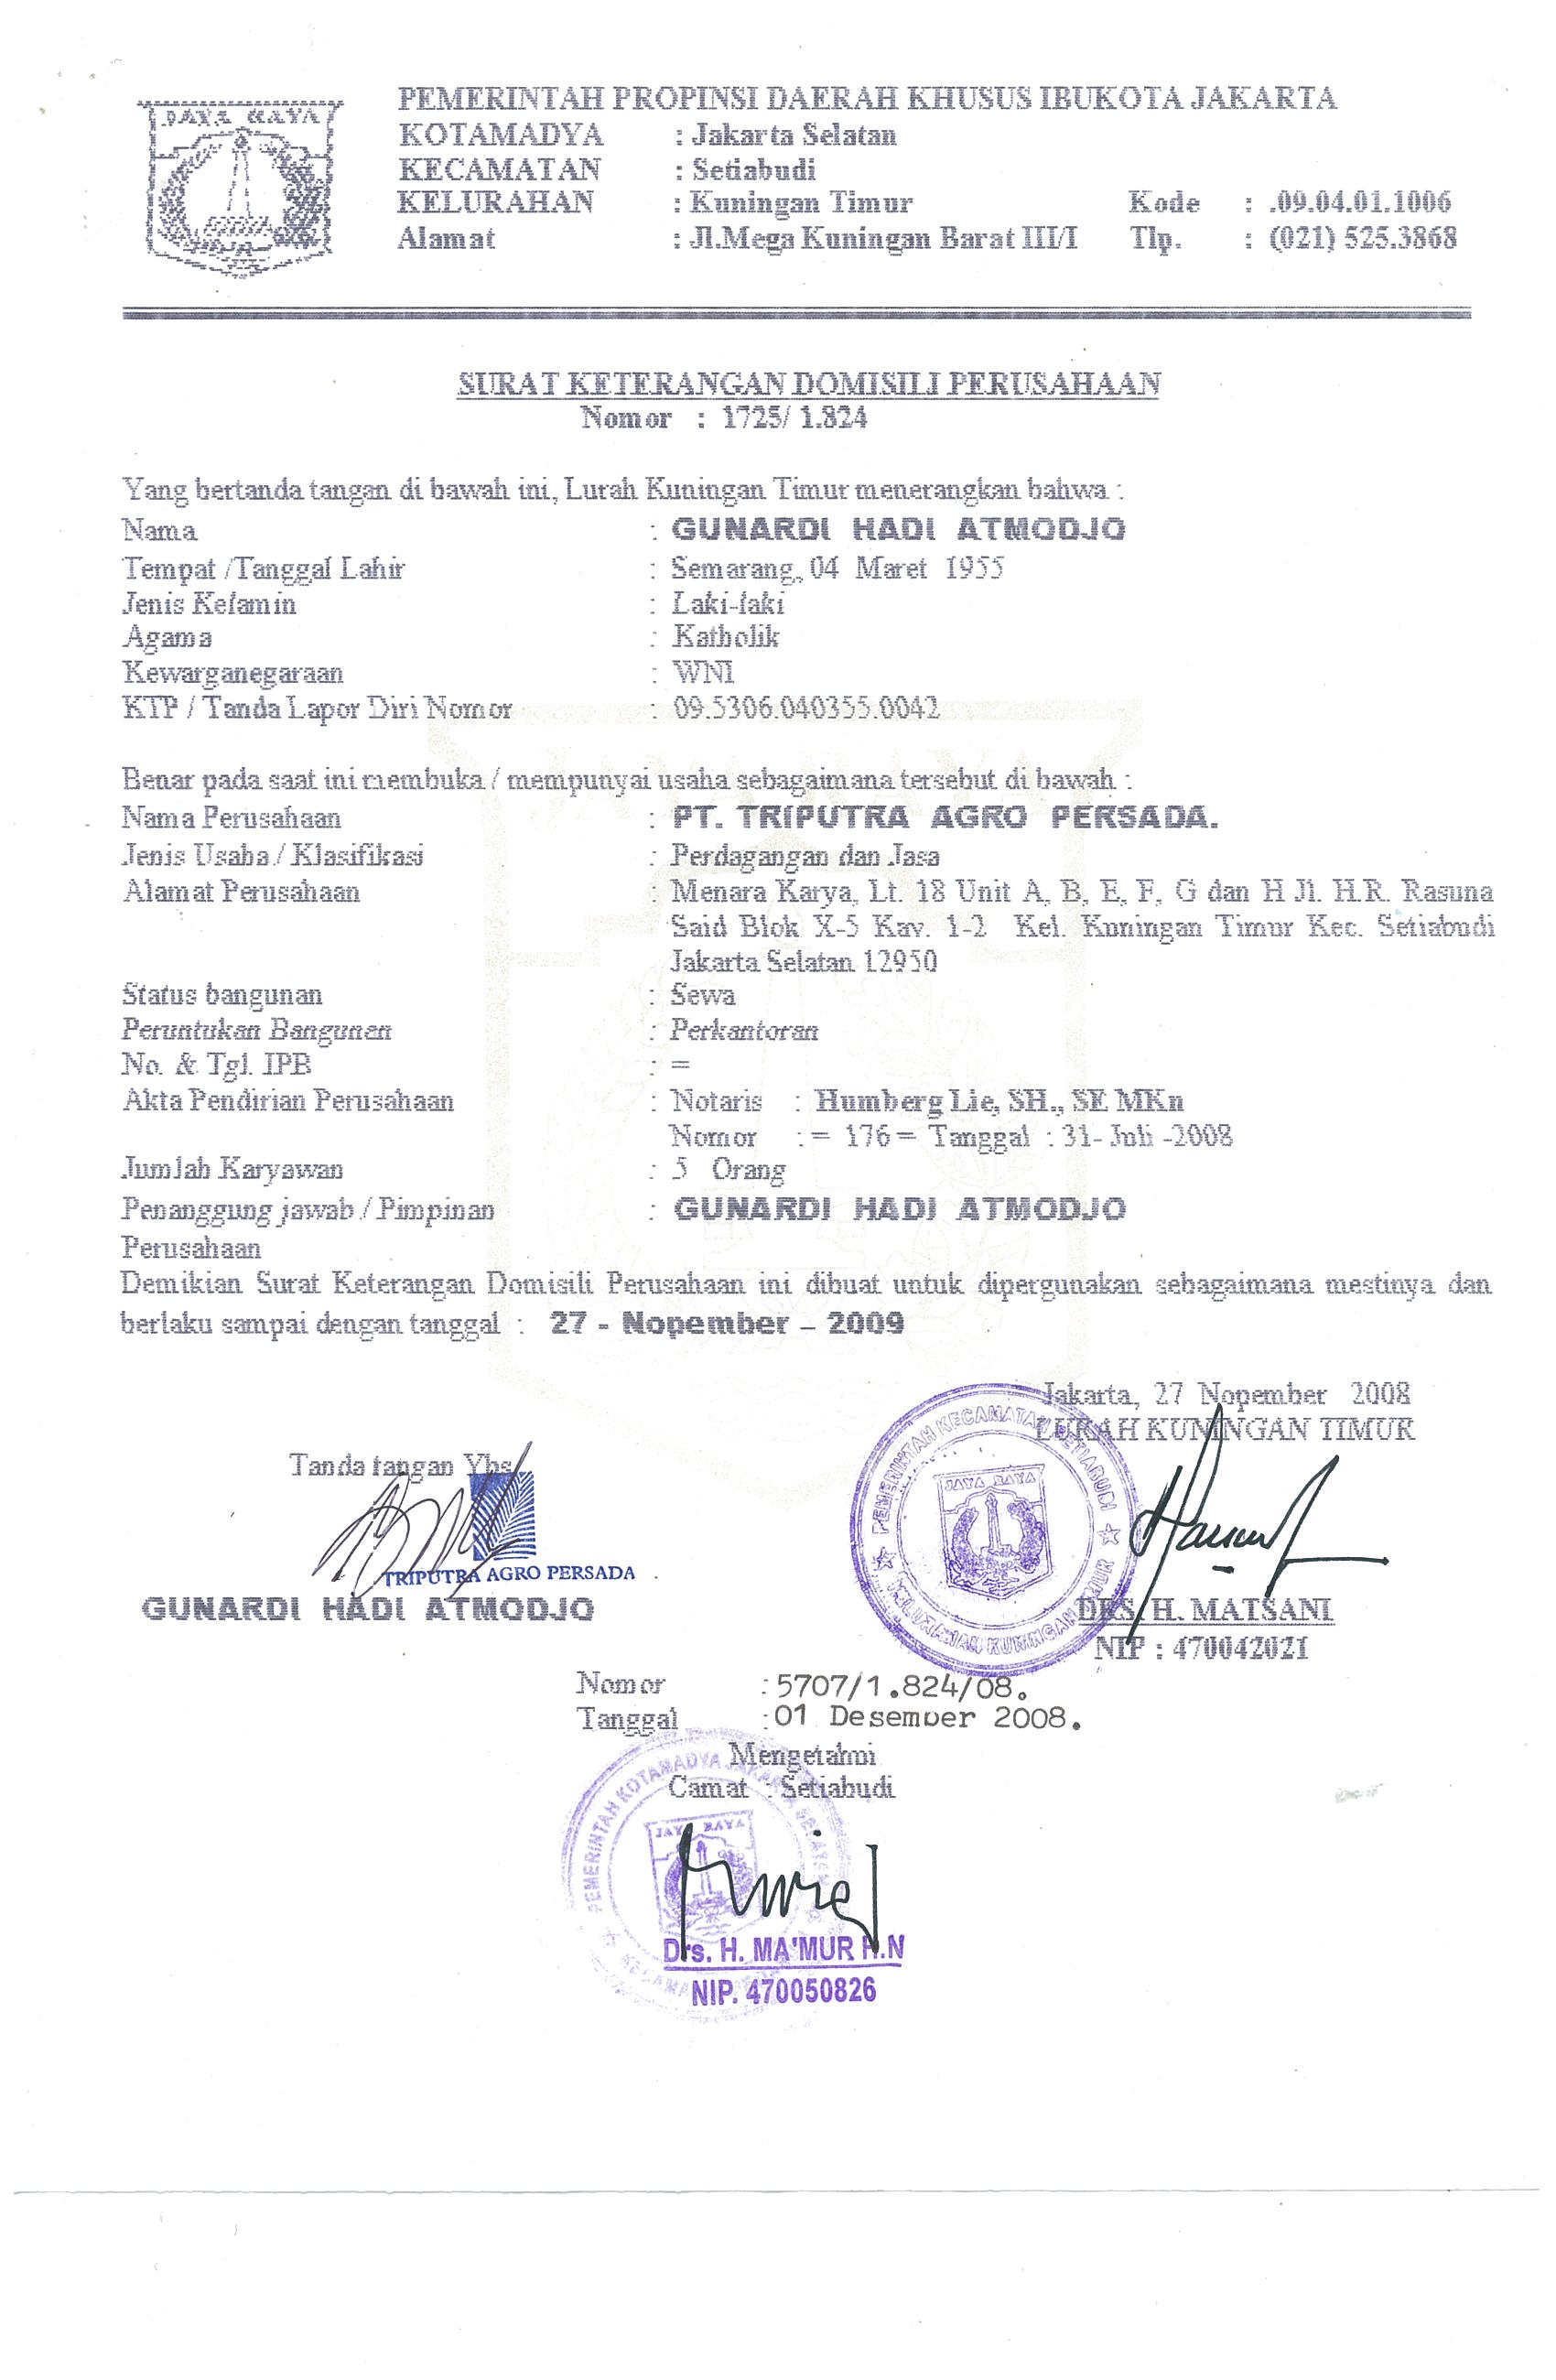 JAYA RAYA
PEMERINTAH PROPINSI DAERAH KHUSUS IBUKOTA JAKARTA
KOTAMADYA : Jakarta Selatan
KECAMATAN : Setiabudi
KELURAHAN : Kuningan Timur Kode : .09.04.01.1006
Alamat : Jl.Mega Kuningan Barat III/I Tlp. : (021) 525.3868
SURAT KETERANGAN DOMISILI PERUSAHAAN
Nomor : 1725/ 1.824
Yang bertanda tangan di bawah ini, Lurah Kuningan Timur menerangkan bahwa :
Nama : GUNARDI HADI ATMODJO
Tempat /Tanggal Lahir : Semarang, 04 Maret 1955
Jenis Kelamin : Laki-laki
Agama : Katholik
Kewarganegaraan : WNI
KTP / Tanda Lapor Diri Nomor : 09.5306.040355.0042
Benar pada saat ini membuka / mempunyai usaha sebagaimana tersebut di bawah :
Nama Perusahaan : PT. TRIPUTRA AGRO PERSADA.
Jenis Usaha / Klasifikasi : Perdagangan dan Jasa
Alamat Perusahaan : Menara Karya, Lt. 18 Unit A, B, E, F, G dan H Jl. H.R. Rasuna
Said Blok X-5 Kav. 1-2 Kel. Kuningan Timur Kec. Setiabudi
Jakarta Selatan 12950
Status bangunan : Sewa
Peruntukan Bangunan : Perkantoran
No. & Tgl. IPB : =
Akta Pendirian Perusahaan : Notaris : Humberg Lie, SH., SE MKn
Nomor : = 176 = Tanggal : 31- Juli -2008
Jumlah Karyawan : 5 Orang
Penanggung jawab / Pimpinan : GUNARDI HADI ATMODJO
Perusahaan
Demikian Surat Keterangan Domisili Perusahaan ini dibuat untuk dipergunakan sebagaimana mestinya dan
berlaku sampai dengan tanggal : 27 - Nopember - 2009
Jakarta, 27 Nopember 2008
LURAH KUNINGAN TIMUR
PEMERINTAH KECAMATAN SETIABUDI
JAYA RAYA
KELURAHAN KUNINGAN TIMUR
Tanda tangan Ybs
TRIPUTRA AGRO PERSADA
GUNARDI HADI ATMODJO
DRS. H. MATSANI
NIP : 470042021
Nomor : 5707/1.824/08.
Tanggal : 01 Desember 2008.
Mengetahui
Camat : Setiabudi
PEMERINTAH KOTAMADYA JAKARTA SELATAN
JAYA RAYA
Drs. H. MA'MUR H.N
NIP. 470050826